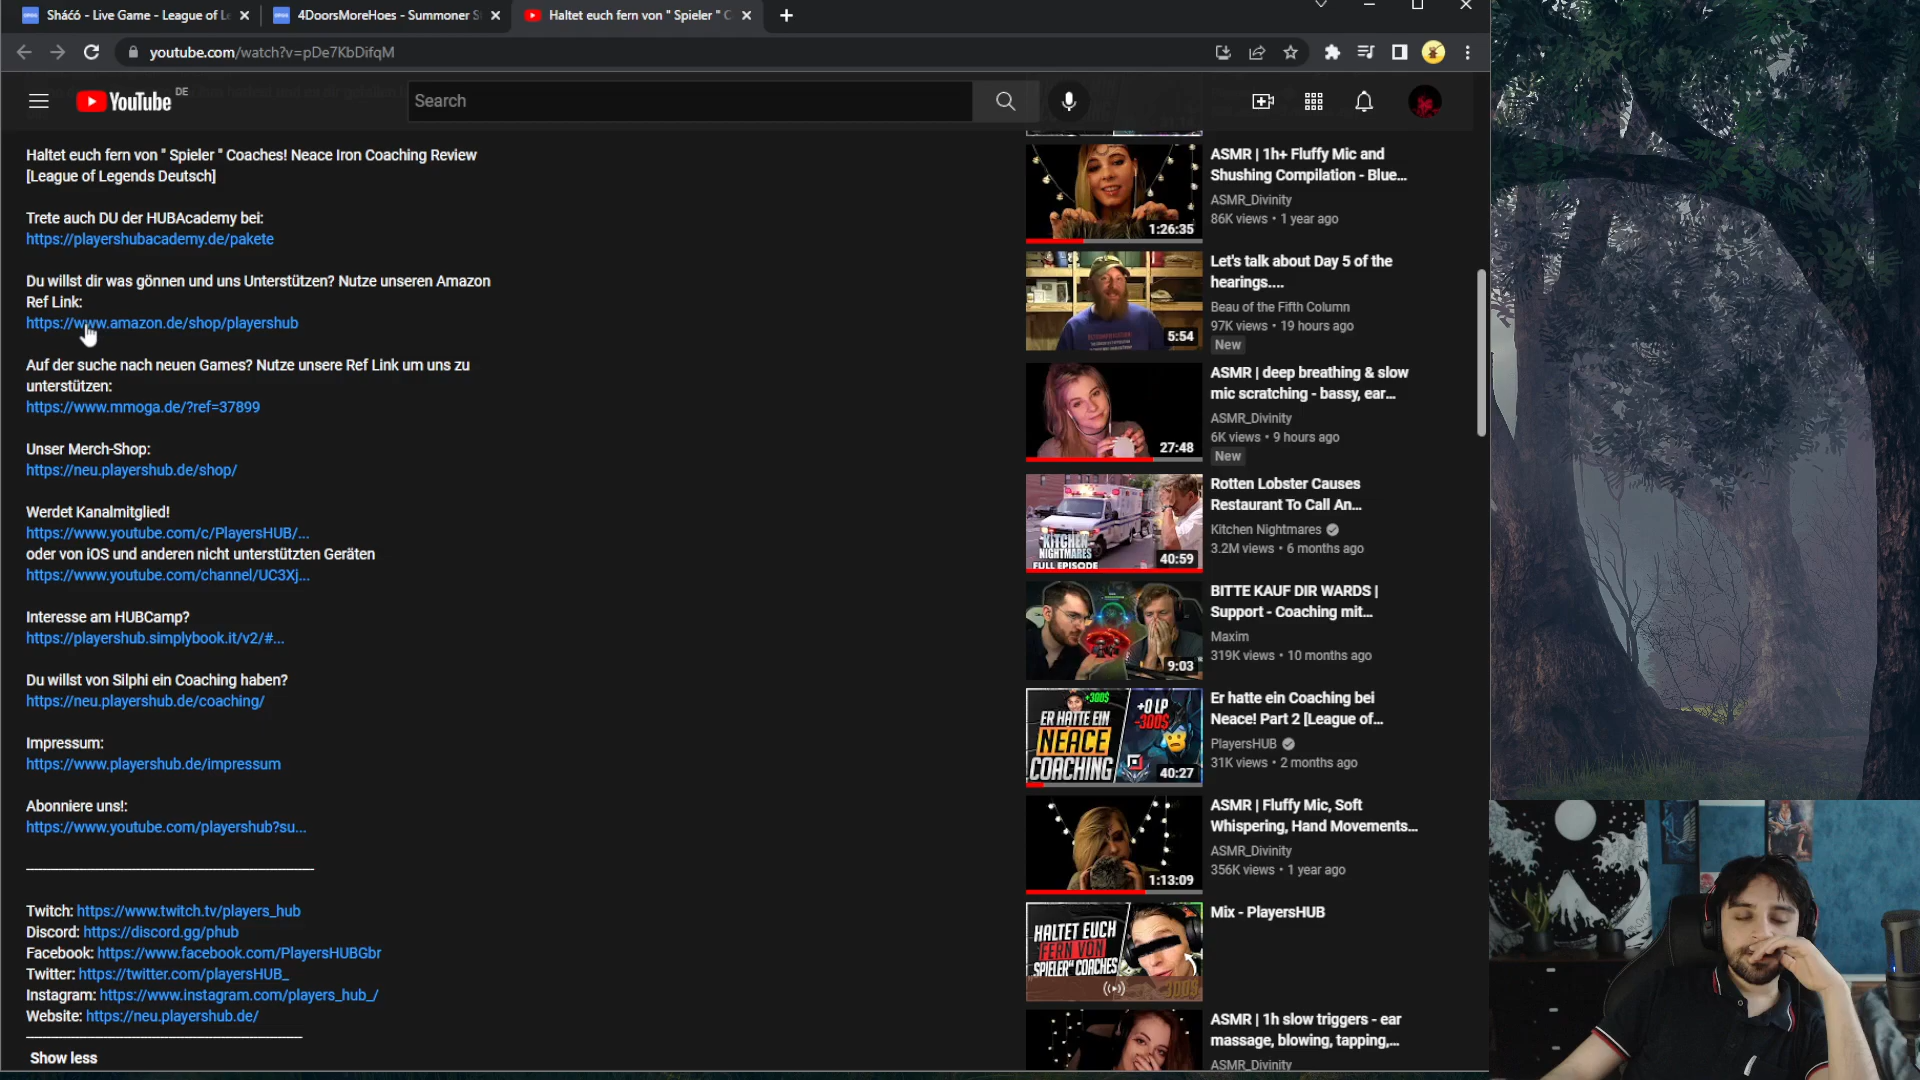 Sháćó - Live Game - League of L
4DoorsMoreHoes - Summoner S
Haltet euch fern von " Spieler " C
youtube.com/watch?v=pDe7KbDifqM
YouTube DE
Search
Haltet euch fern von " Spieler " Coaches! Neace Iron Coaching Review
[League of Legends Deutsch]
Trete auch DU der HUBAcademy bei:
https://playershubacademy.de/pakete
Du willst dir was gönnen und uns Unterstützen? Nutze unseren Amazon
Ref Link:
https://www.amazon.de/shop/playershub
Auf der suche nach neuen Games? Nutze unsere Ref Link um uns zu
unterstützen:
https://www.mmoga.de/?ref=37899
Unser Merch-Shop:
https://neu.playershub.de/shop/
Werdet Kanalmitglied!
https://www.youtube.com/c/PlayersHUB/...
oder von iOS und anderen nicht unterstützten Geräten
https://www.youtube.com/channel/UC3Xj...
Interesse am HUBCamp?
https://playershub.simplybook.it/v2/#...
Du willst von Silphi ein Coaching haben?
https://neu.playershub.de/coaching/
Impressum:
https://www.playershub.de/impressum
Abonniere uns!:
https://www.youtube.com/playershub?su...
Twitch: https://www.twitch.tv/players_hub
Discord: https://discord.gg/phub
Facebook: https://www.facebook.com/PlayersHUBGbr
Twitter: https://twitter.com/playersHUB_
Instagram: https://www.instagram.com/players_hub_/
Website: https://neu.playershub.de/
Show less
1:26:35
ASMR | 1h+ Fluffy Mic and
Shushing Compilation - Blue...
ASMR_Divinity
86K views • 1 year ago
5:54
Let's talk about Day 5 of the
hearings....
Beau of the Fifth Column
97K views • 19 hours ago
New
27:48
ASMR | deep breathing & slow
mic scratching - bassy, ear...
ASMR_Divinity
6K views • 9 hours ago
New
KITCHEN
NIGHTMARES
FULL EPISODE
40:59
Rotten Lobster Causes
Restaurant To Call An...
Kitchen Nightmares
3.2M views • 6 months ago
9:03
BITTE KAUF DIR WARDS |
Support - Coaching mit...
Maxim
319K views • 10 months ago
+300$
ER HATTE EIN
NEACE
COACHING
+0 LP
-300$
40:27
Er hatte ein Coaching bei
Neace! Part 2 [League of...
PlayersHUB
31K views • 2 months ago
1:13:09
ASMR | Fluffy Mic, Soft
Whispering, Hand Movements...
ASMR_Divinity
356K views • 1 year ago
HALTET EUCH
FERN VON
SPIELER" COACHES
300$
Mix - PlayersHUB
ASMR | 1h slow triggers - ear
massage, blowing, tapping,...
ASMR_Divinity